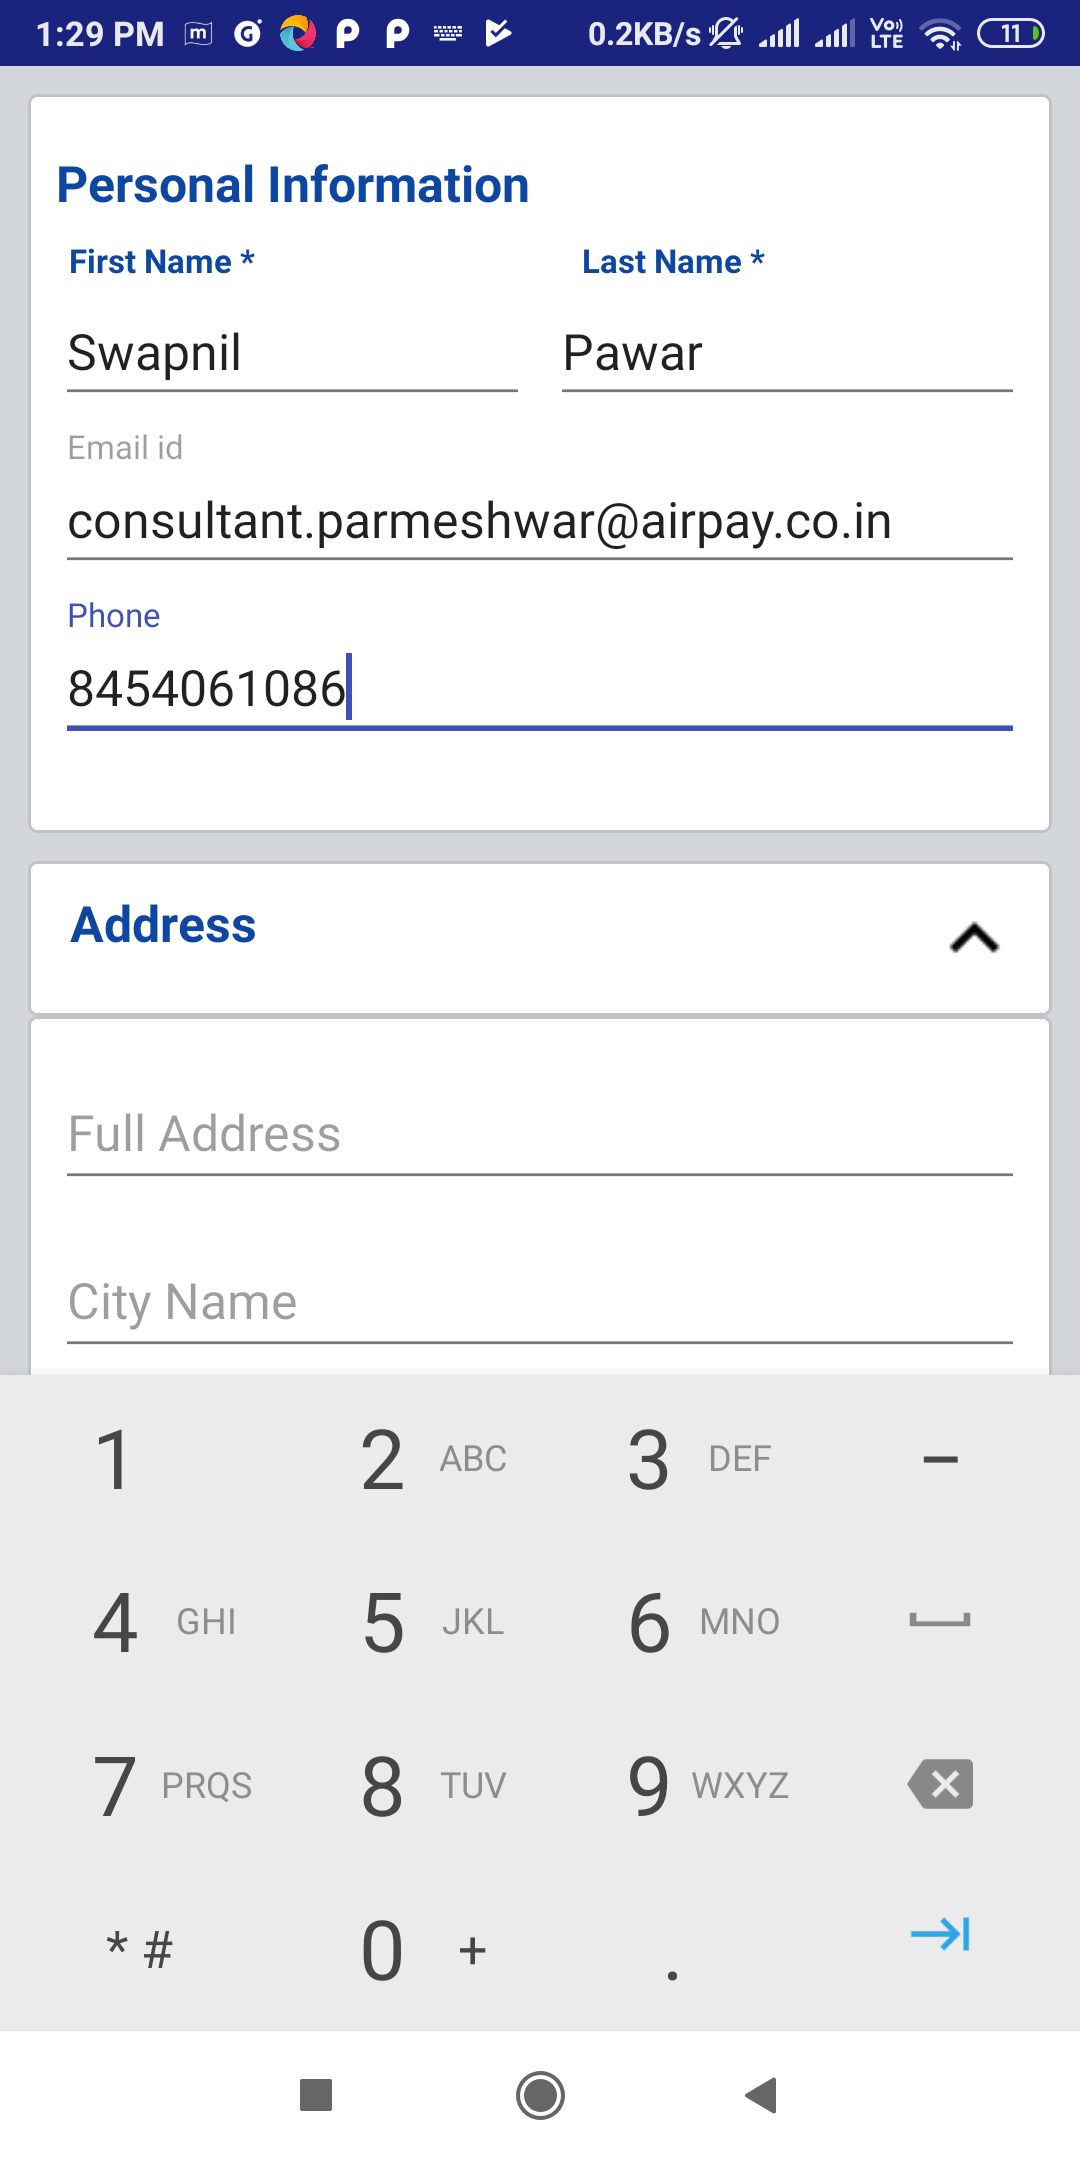 1:29 PM m G P P 0.2KB/s Vo)) LTE 11
Personal Information
First Name * Last Name *
Swapnil Pawar
Email id
consultant.parmeshwar@airpay.co.in
Phone
8454061086
Address
Full Address
City Name
1 2 ABC 3 DEF –
4 GHI 5 JKL 6 MNO
7 PRQS 8 TUV 9 WXYZ
* # 0 + .